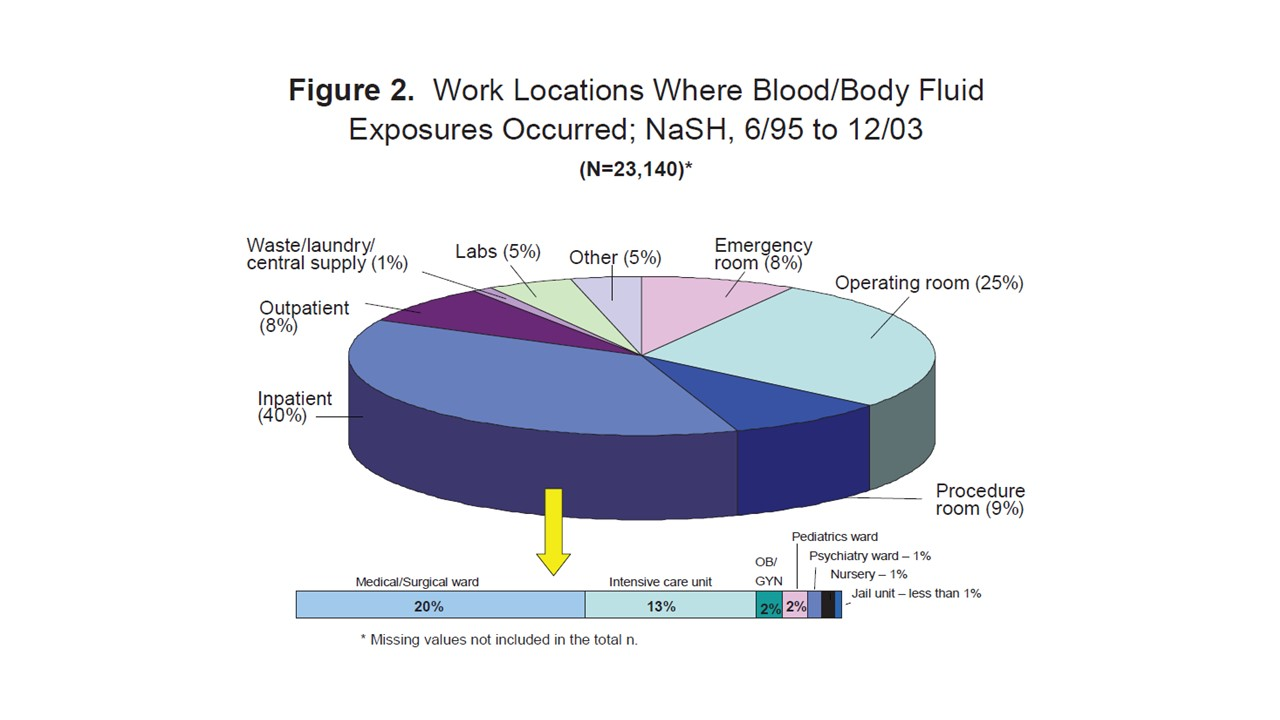 Figure 2. Work Locations Where Blood/Body Fluid
Exposures Occurred; NaSH, 6/95 to 12/03
(N=23,140)*
Waste/laundry/
central supply (1%)
Labs (5%)
Other (5%)
Emergency
room (8%)
Operating room (25%)
Outpatient
(8%)
Inpatient
(40%)
Procedure
room (9%)
Pediatrics ward
Psychiatry ward – 1%
OB/
GYN
Nursery – 1%
Jail unit – less than 1%
Medical/Surgical ward
Intensive care unit
20%
13%
2%
2%
* Missing values not included in the total n.